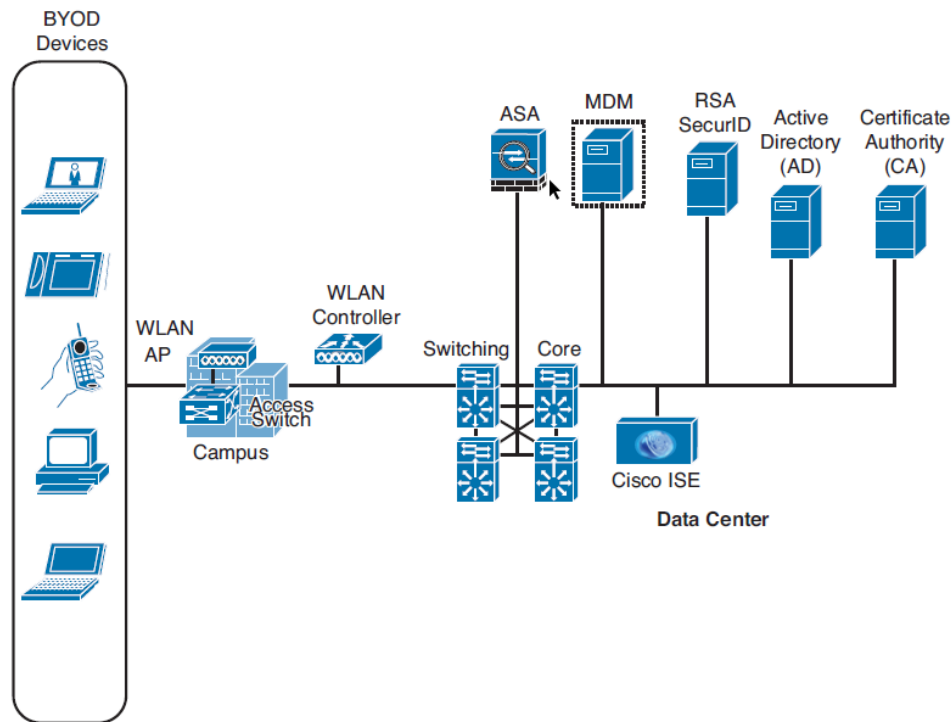 BYOD
Devices
ASA
MDM
RSA
SecurID
Active
Directory
(AD)
Certificate
Authority
(CA)
WLAN
AP
WLAN
Controller
Switching
Core
Access
Switch
Campus
Cisco ISE
Data Center